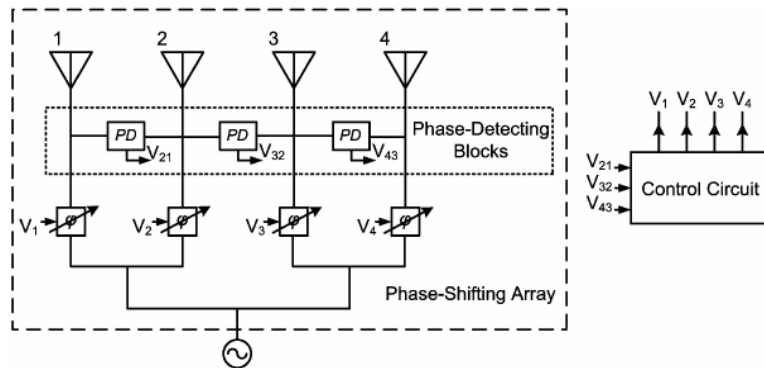 1 2 3 4
V1 V2 V3 V4
PD PD PD
Phase-Detecting
Blocks
V21 V32 V43
V21
V32
V43
Control Circuit
V1 φ V2 φ V3 φ V4 φ
Phase-Shifting Array